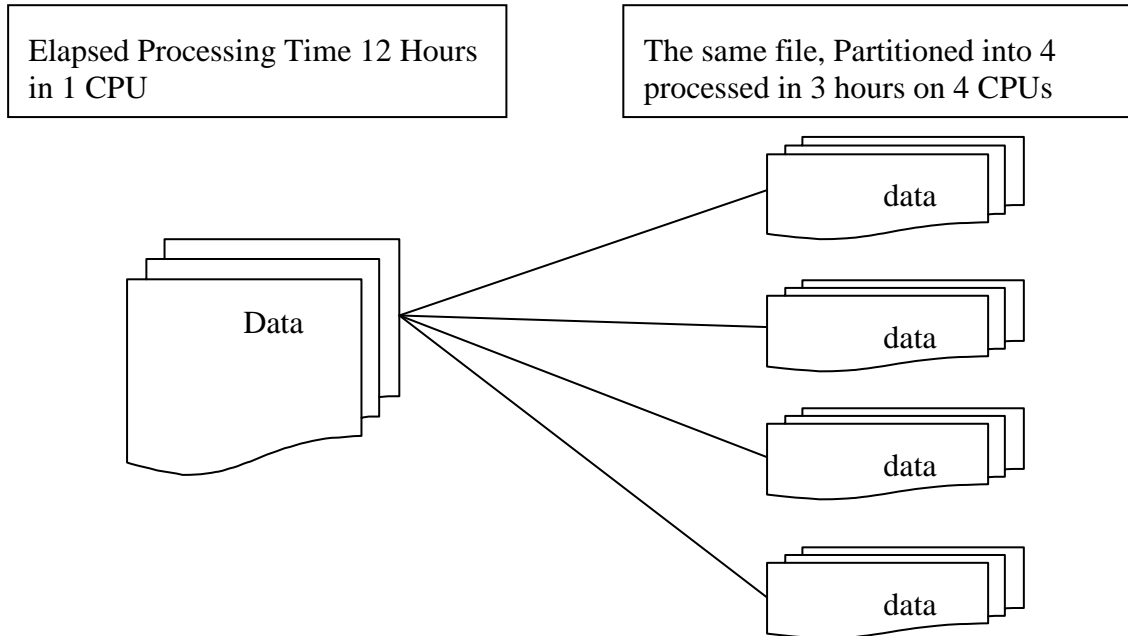 Elapsed Processing Time 12 Hours
in 1 CPU
The same file, Partitioned into 4
processed in 3 hours on 4 CPUs
data
Data
data
data
data